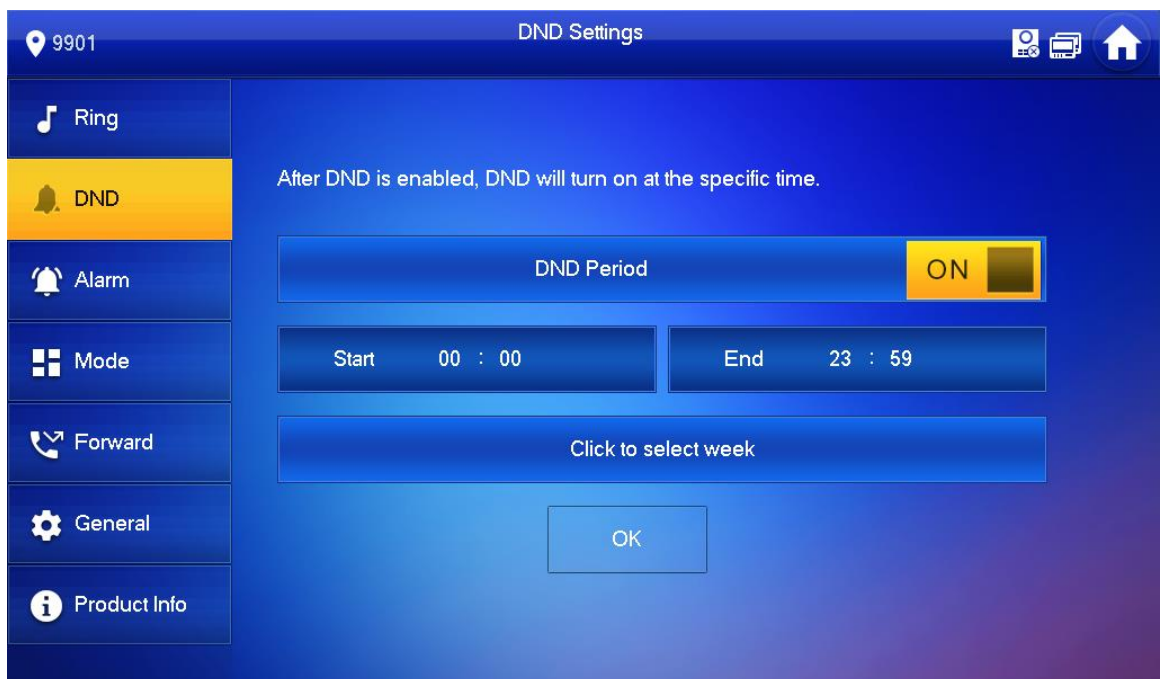 9901
DND Settings
Ring
DND
Alarm
Mode
Forward
General
Product Info
After DND is enabled, DND will turn on at the specific time.
DND Period ON
Start 00 : 00 End 23 : 59
Click to select week
OK